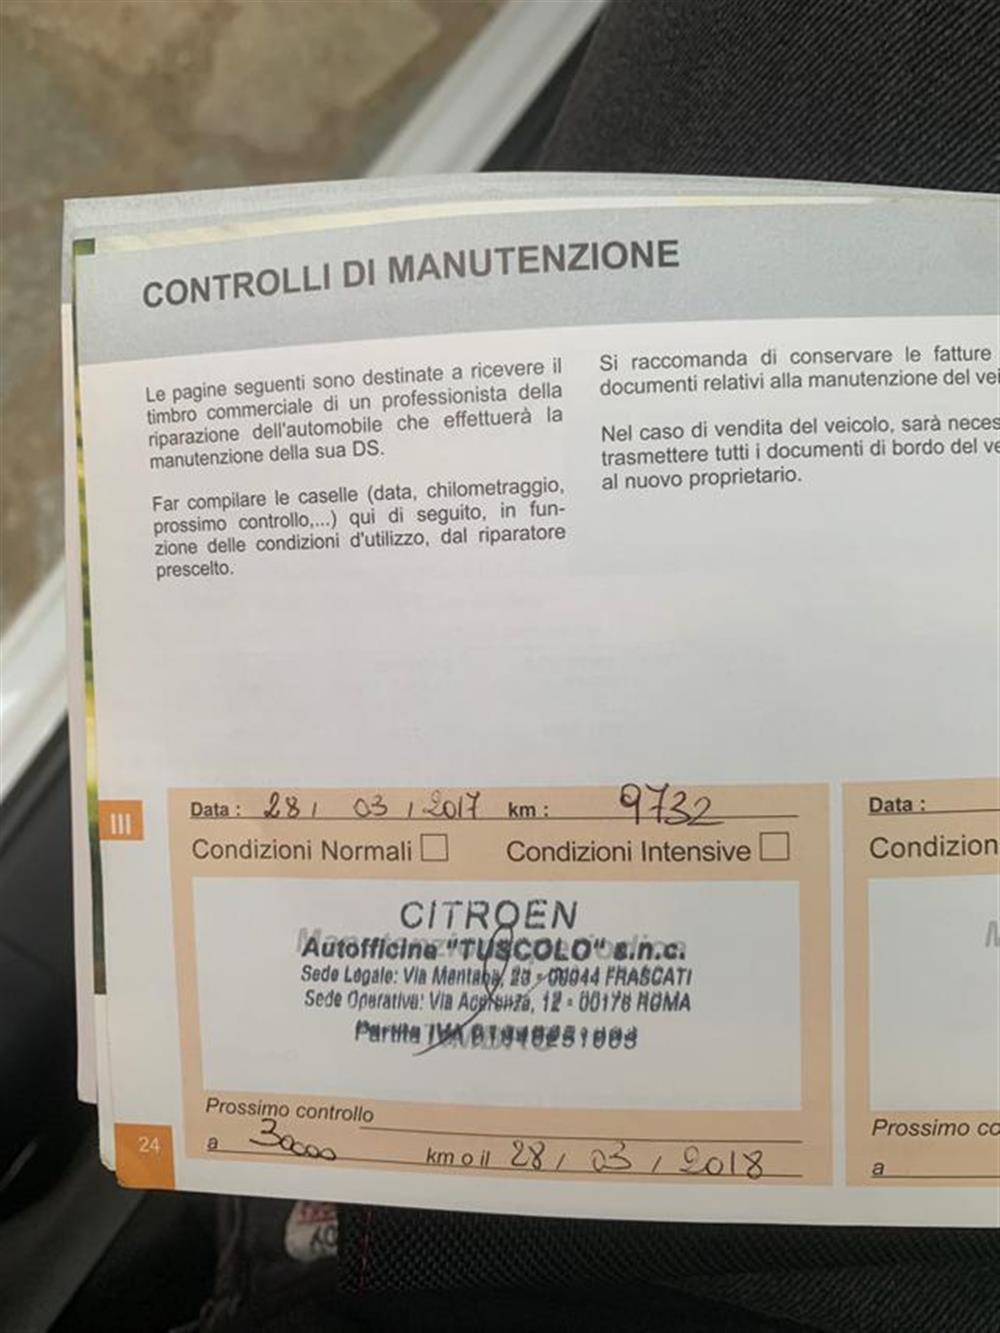 CONTROLLI DI MANUTENZIONE
Le pagine seguenti sono destinate a ricevere il
timbro commerciale di un professionista della
riparazione dell'automobile che effettuerà la
manutenzione della sua DS.
Far compilare le caselle (data, chilometraggio,
prossimo controllo,...) qui di seguito, in fun-
zione delle condizioni d'utilizzo, dal riparatore
prescelto.
Si raccomanda di conservare le fatture
documenti relativi alla manutenzione del vei
Nel caso di vendita del veicolo, sarà neces
trasmettere tutti i documenti di bordo del ve
al nuovo proprietario.
III
Data : 28 / 03 / 2017 km : 9732
Condizioni Normali Condizioni Intensive
CITROEN
Autofficina "TUSCOLO" s.n.c.
Sede Legale: Via 00044 FRASCATI
Sede Operativa: Via 12 - 00178 ROMA
Partita IVA
Prossimo controllo
a 30000 km o il 28 / 03 / 2018
24
Data :
Condizion
Prossimo co
a